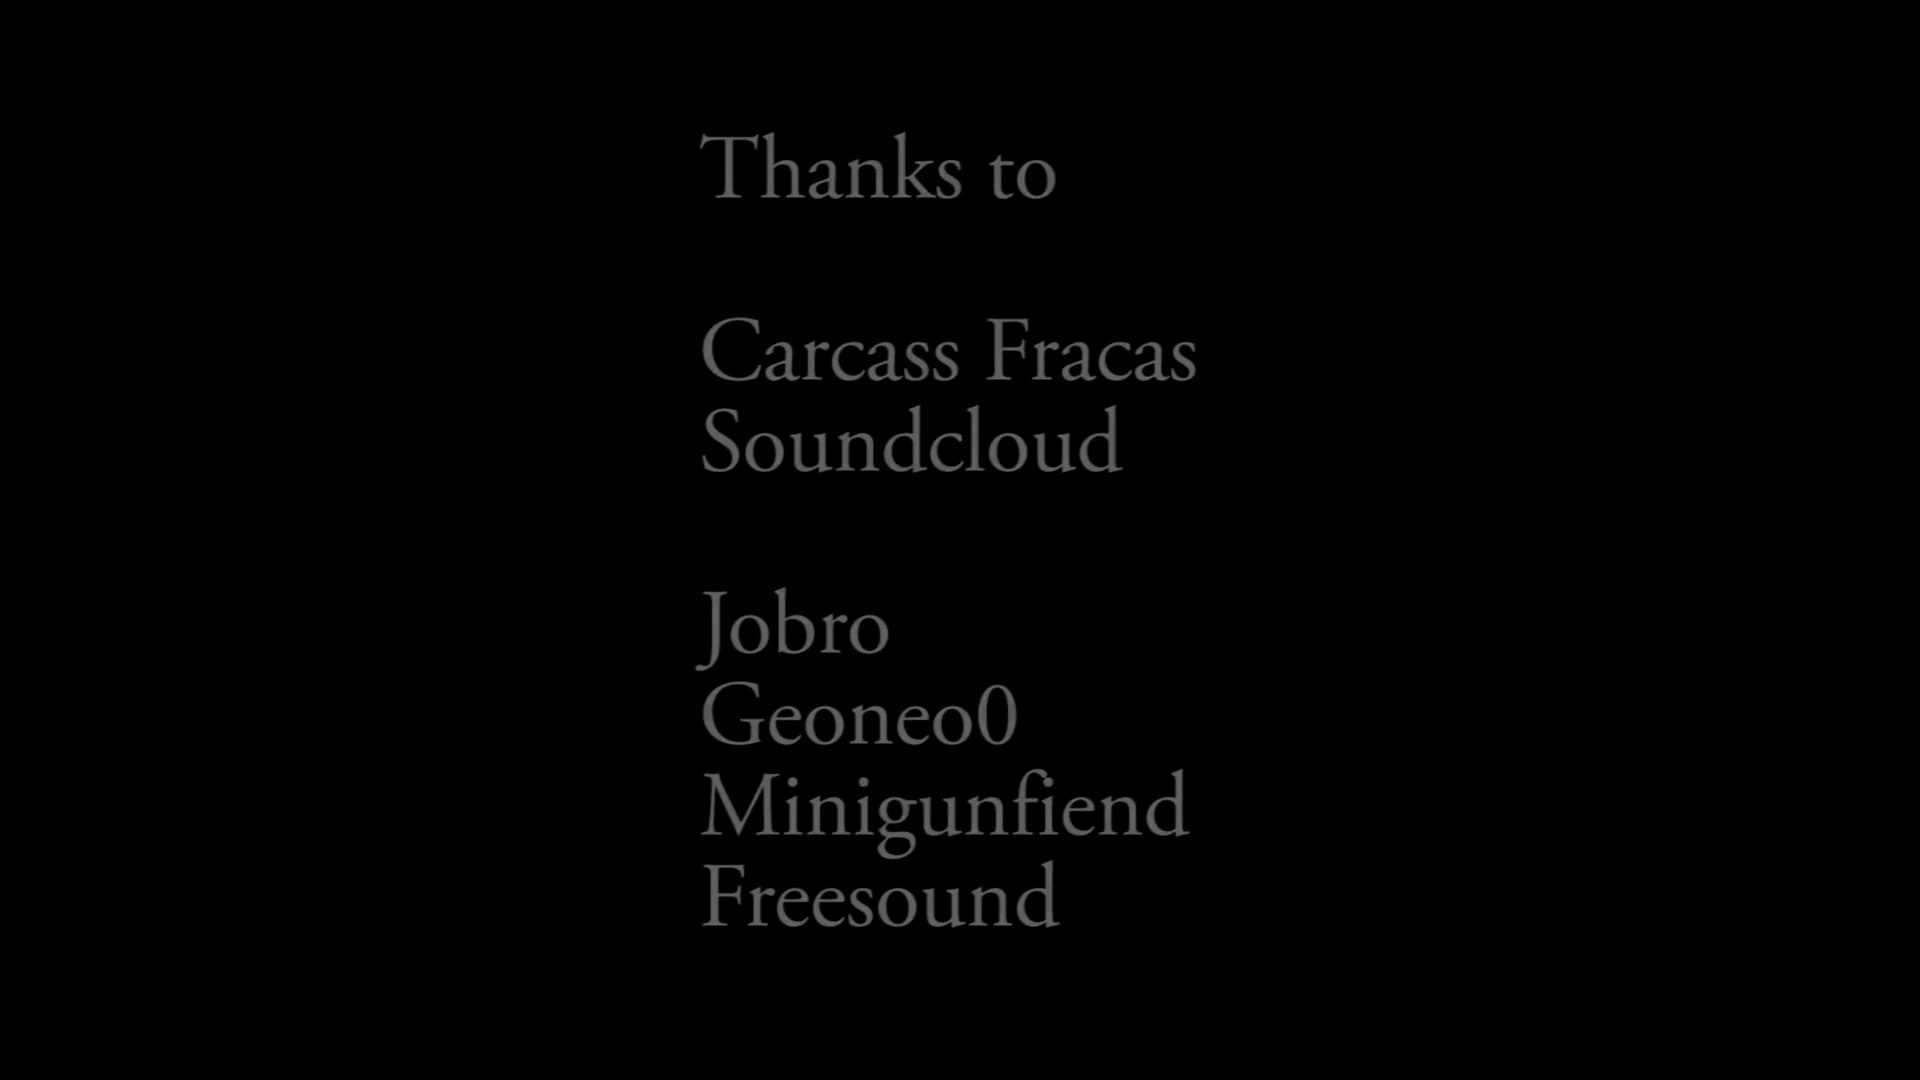 Thanks to
Carcass Fracas
Soundcloud
Jobro
Geoneo0
Minigunfiend
Freesound